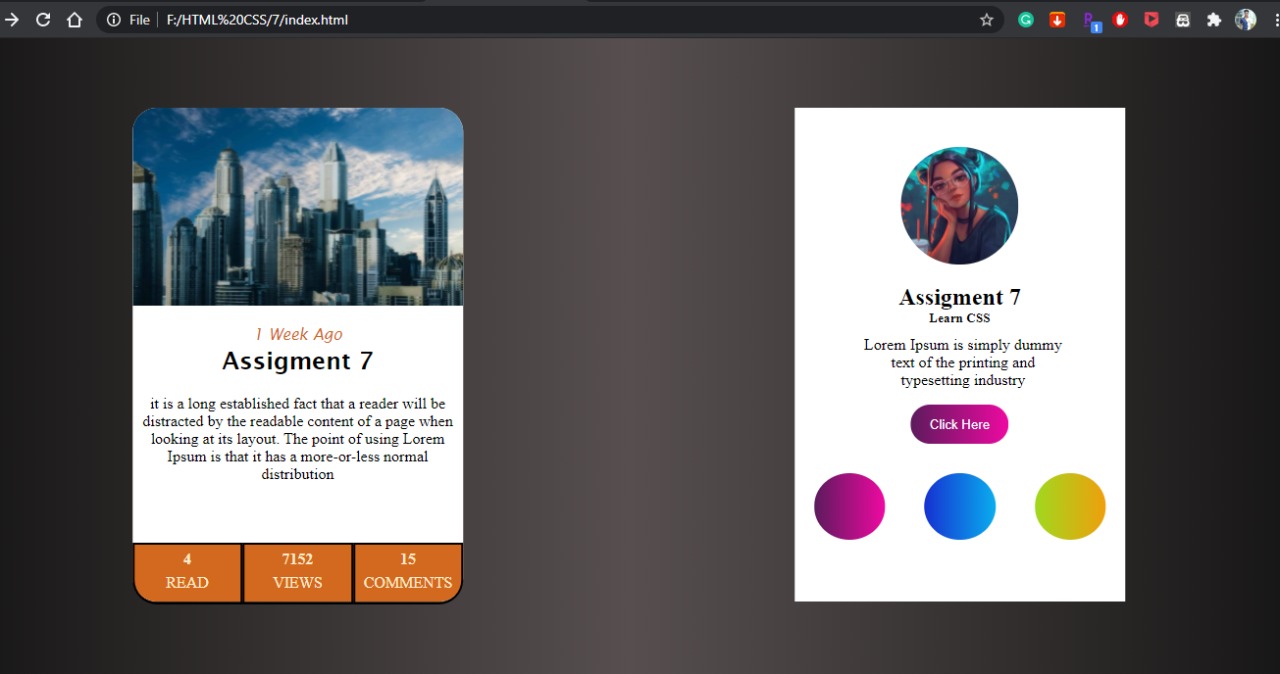 File
F:/HTML%20CSS/7/index.html
1
1 Week Ago
Assigment 7
it is a long established fact that a reader will be
distracted by the readable content of a page when
looking at its layout. The point of using Lorem
Ipsum is that it has a more-or-less normal
distribution
4
READ
7152
VIEWS
15
COMMENTS
Assigment 7
Learn CSS
Lorem Ipsum is simply dummy
text of the printing and
typesetting industry
Click Here